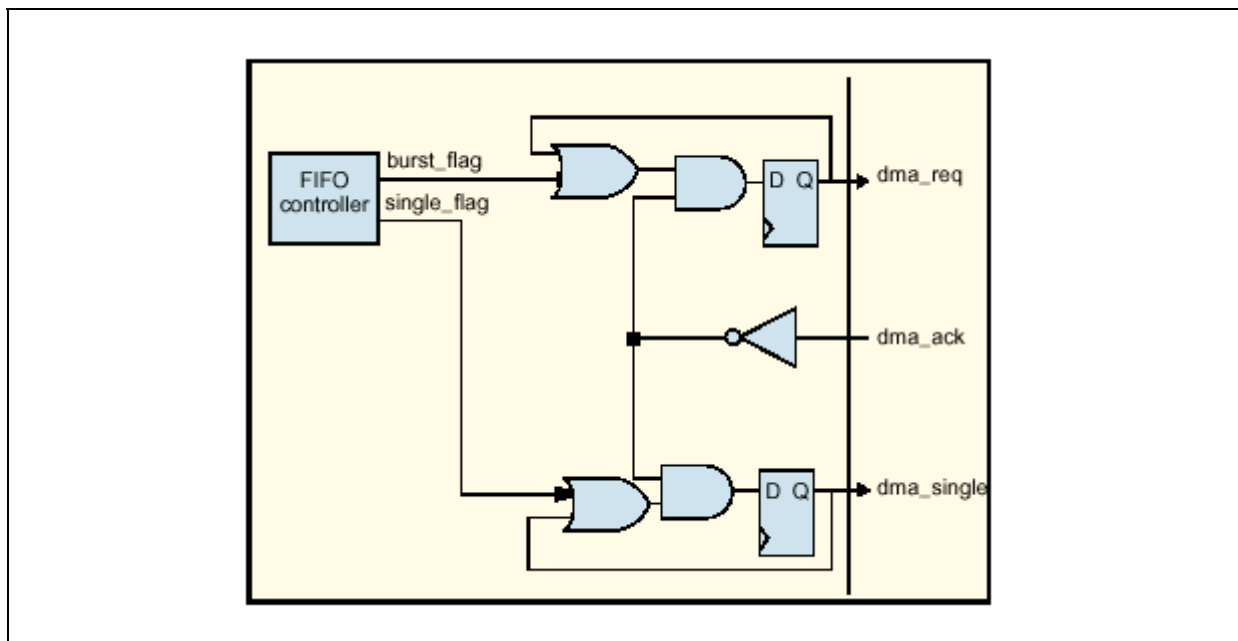 FIFO
controller
burst_flag
single_flag
D Q
dma_req
dma_ack
D Q
dma_single